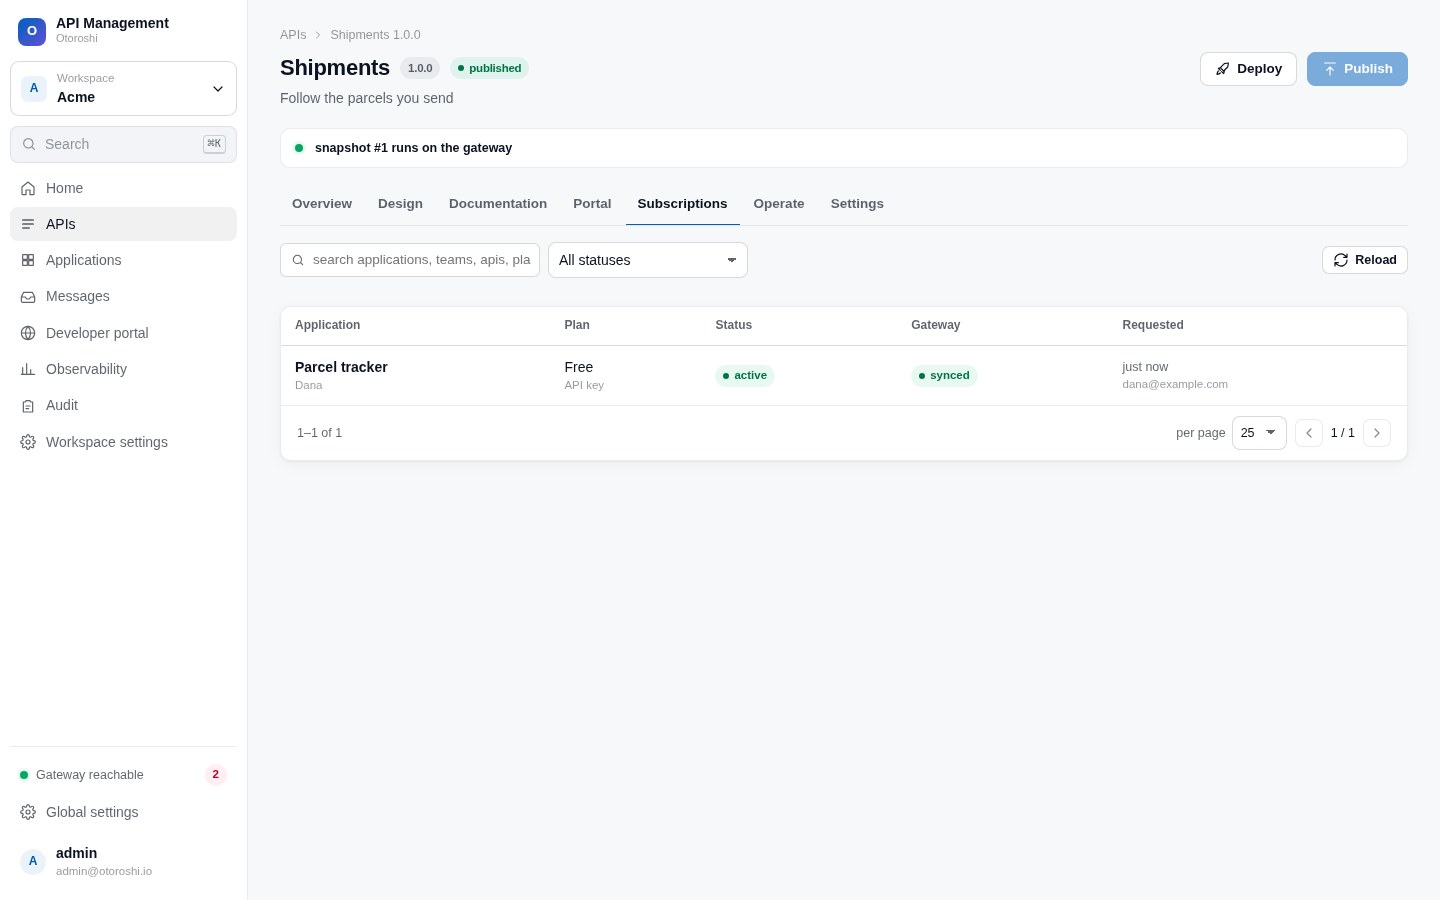 O
API Management
Otoroshi
A
Workspace
Acme
Search
⌘K
Home
APIs
Applications
Messages
Developer portal
Observability
Audit
Workspace settings
Gateway reachable
2
Global settings
A
admin
admin@otoroshi.io
APIs
Shipments 1.0.0
Shipments
1.0.0
published
Deploy
Publish
Follow the parcels you send
snapshot #1 runs on the gateway
Overview
Design
Documentation
Portal
Subscriptions
Operate
Settings
search applications, teams, apis, pla
All statuses
Reload
Application
Plan
Status
Gateway
Requested
Parcel tracker
Dana
Free
API key
active
synced
just now
dana@example.com
1–1 of 1
per page
25
1 / 1